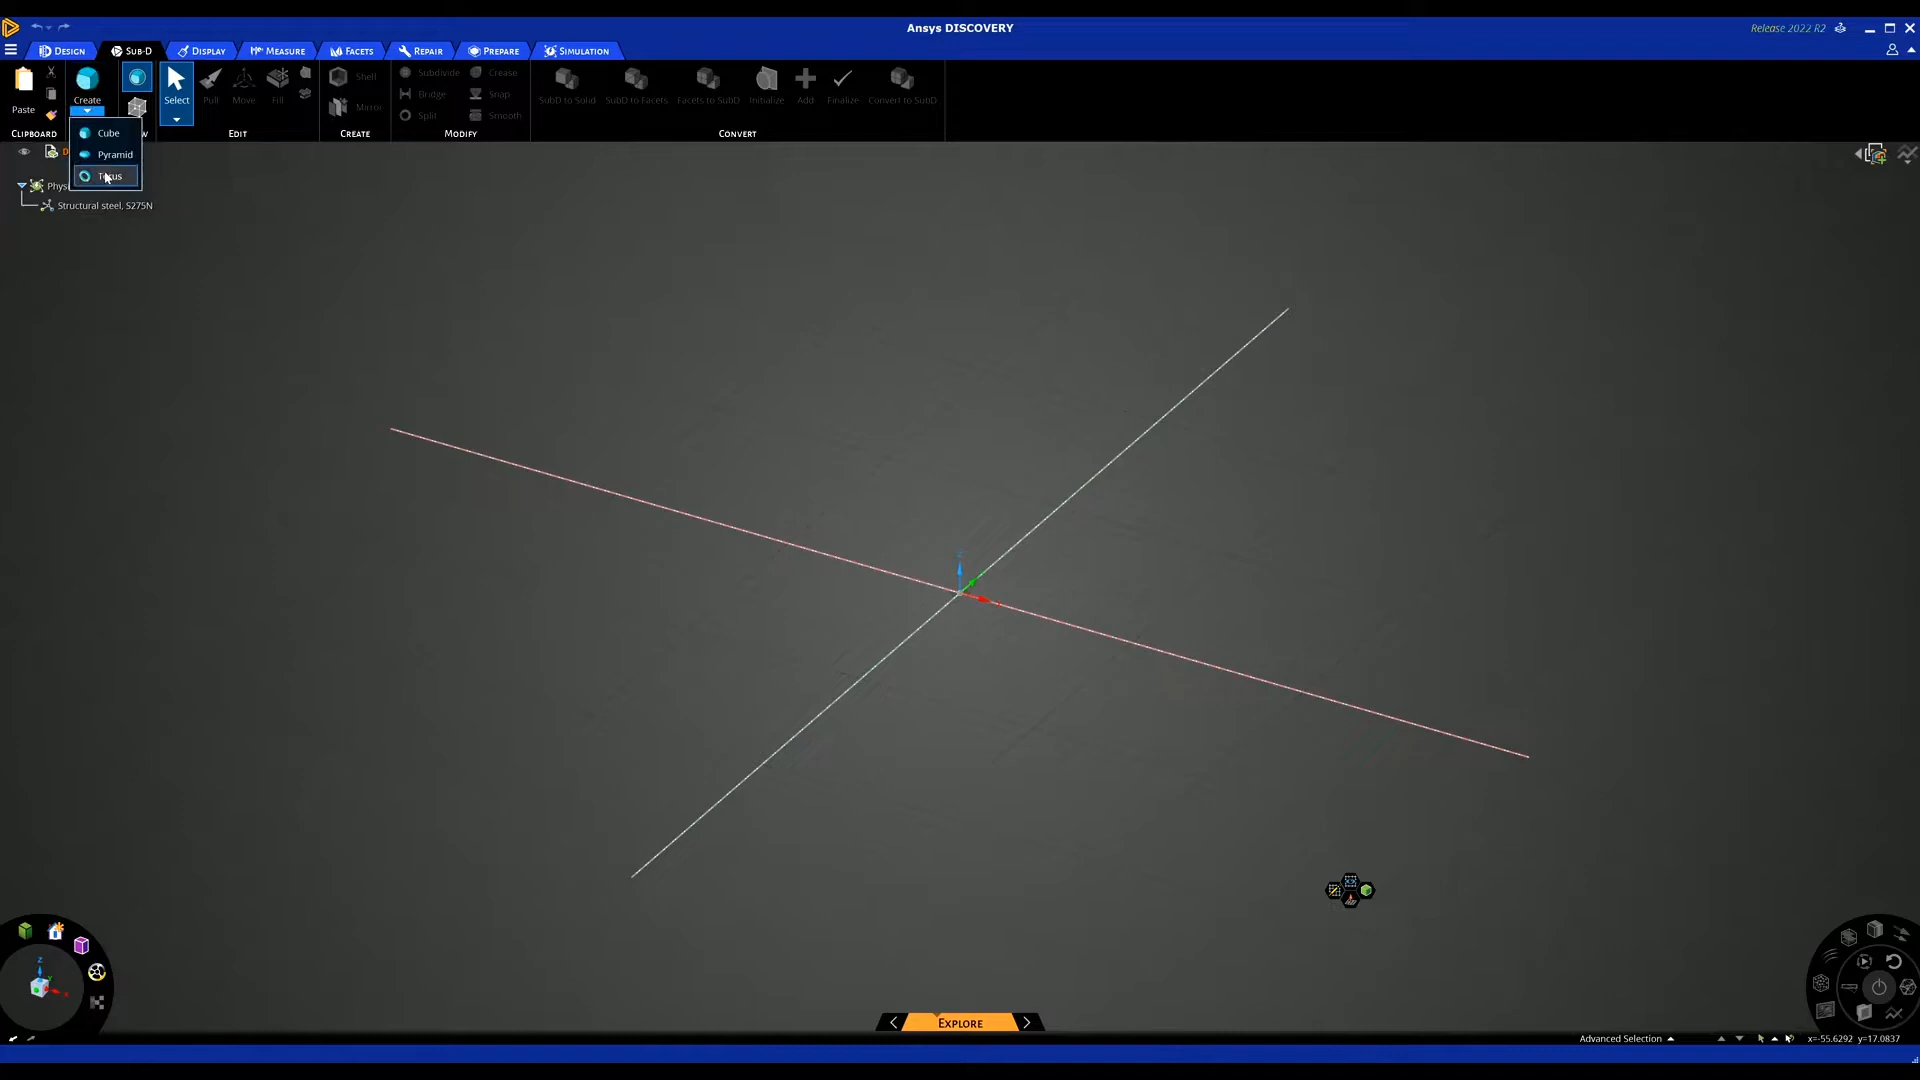 Ansys DISCOVERY
Release 2022 R2
DESIGN
SUB-D
DISPLAY
MEASURE
FACETS
REPAIR
PREPARE
SIMULATION
Paste
Create
Select
Pull
Move
Fill
Shell
Mirror
Subdivide
Crease
Bridge
Snap
Split
Smooth
SubD to Solid
SubD to Facets
Facets to SubD
Initialize
Add
Finalize
Convert to SubD
CLIPBOARD
EDIT
CREATE
MODIFY
CONVERT
Cube
Pyramid
Structural steel, S275N
Z
Z
EXPLORE
Advanced Selection
x=-55.6292 y=17.0837